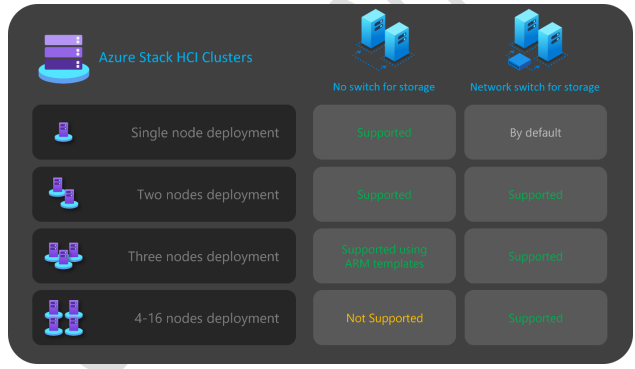 Azure Stack HCI Clusters
No switch for storage
Network switch for storage
Single node deployment
Supported
By default
Two nodes deployment
Supported
Supported
Three nodes deployment
Supported using
ARM templates
Supported
4-16 nodes deployment
Not Supported
Supported